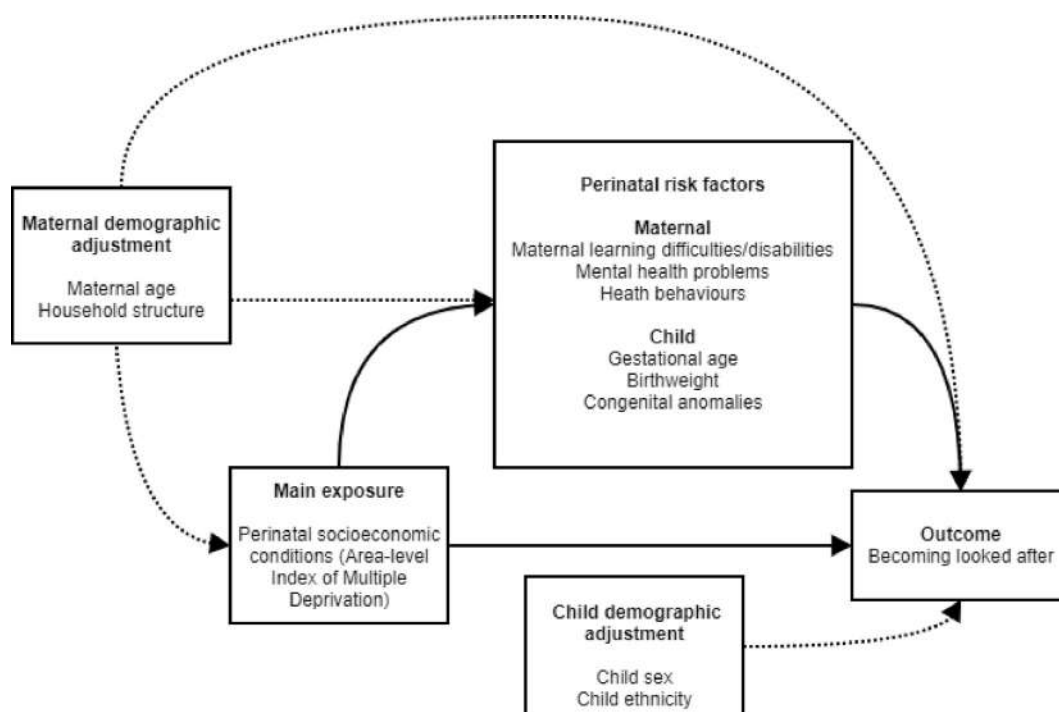 Maternal demographic
adjustment
Maternal age
Household structure
Perinatal risk factors
Maternal
Maternal learning difficulties/disabilities
Mental health problems
Heath behaviours
Child
Gestational age
Birthweight
Congenital anomalies
Main exposure
Perinatal socioeconomic
conditions (Area-level
Index of Multiple
Deprivation)
Outcome
Becoming looked after
Child demographic
adjustment
Child sex
Child ethnicity